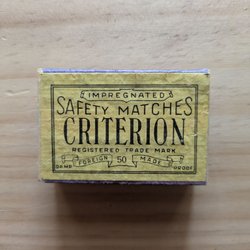 IMPREGNATED
SAFETY MATCHES
CRITERION
REGISTERED TRADE MARK
FOREIGN 50 MADE
DAMP PROOF